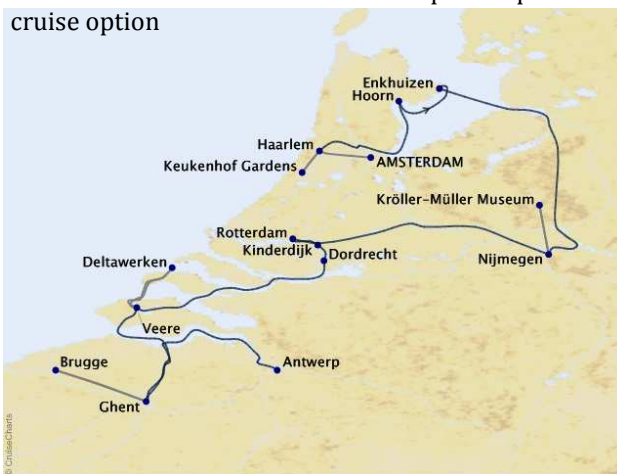 cruise option
Enkhuizen
Hoorn
Haarlem
Keukenhof Gardens
AMSTERDAM
Kröller-Müller Museum
Rotterdam
Kinderdijk
Dordrecht
Deltawerken
Nijmegen
Veere
Brugge
Antwerp
Ghent
© CruiseCharts